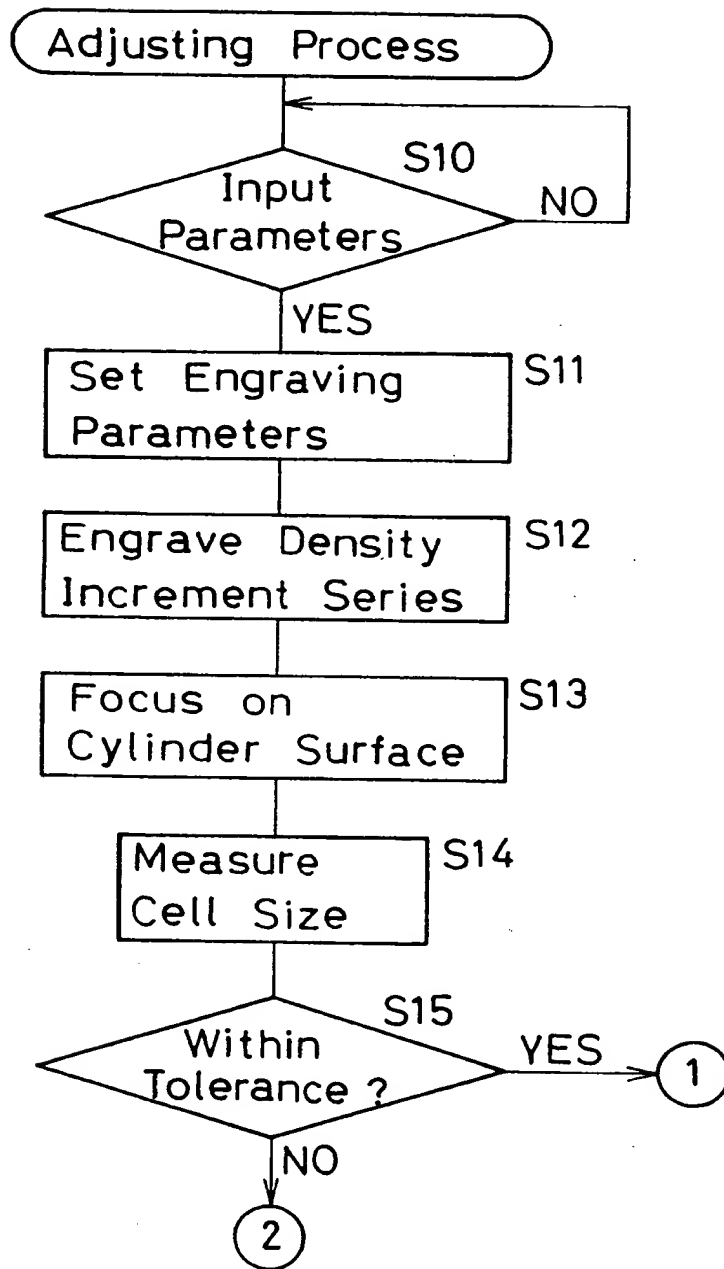 Adjusting Process
S10
Input
Parameters
NO
YES
Set Engraving
Parameters
S11
Engrave Density
Increment Series
S12
Focus on
Cylinder Surface
S13
Measure
Cell Size
S14
S15
Within
Tolerance ?
YES
1
NO
2